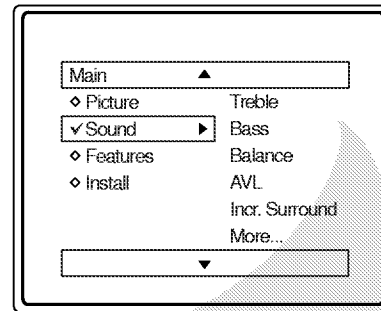 Main
Picture
Sound
Features
Install
Treble
Bass
Balance
AVL
Incr. Surround
More...